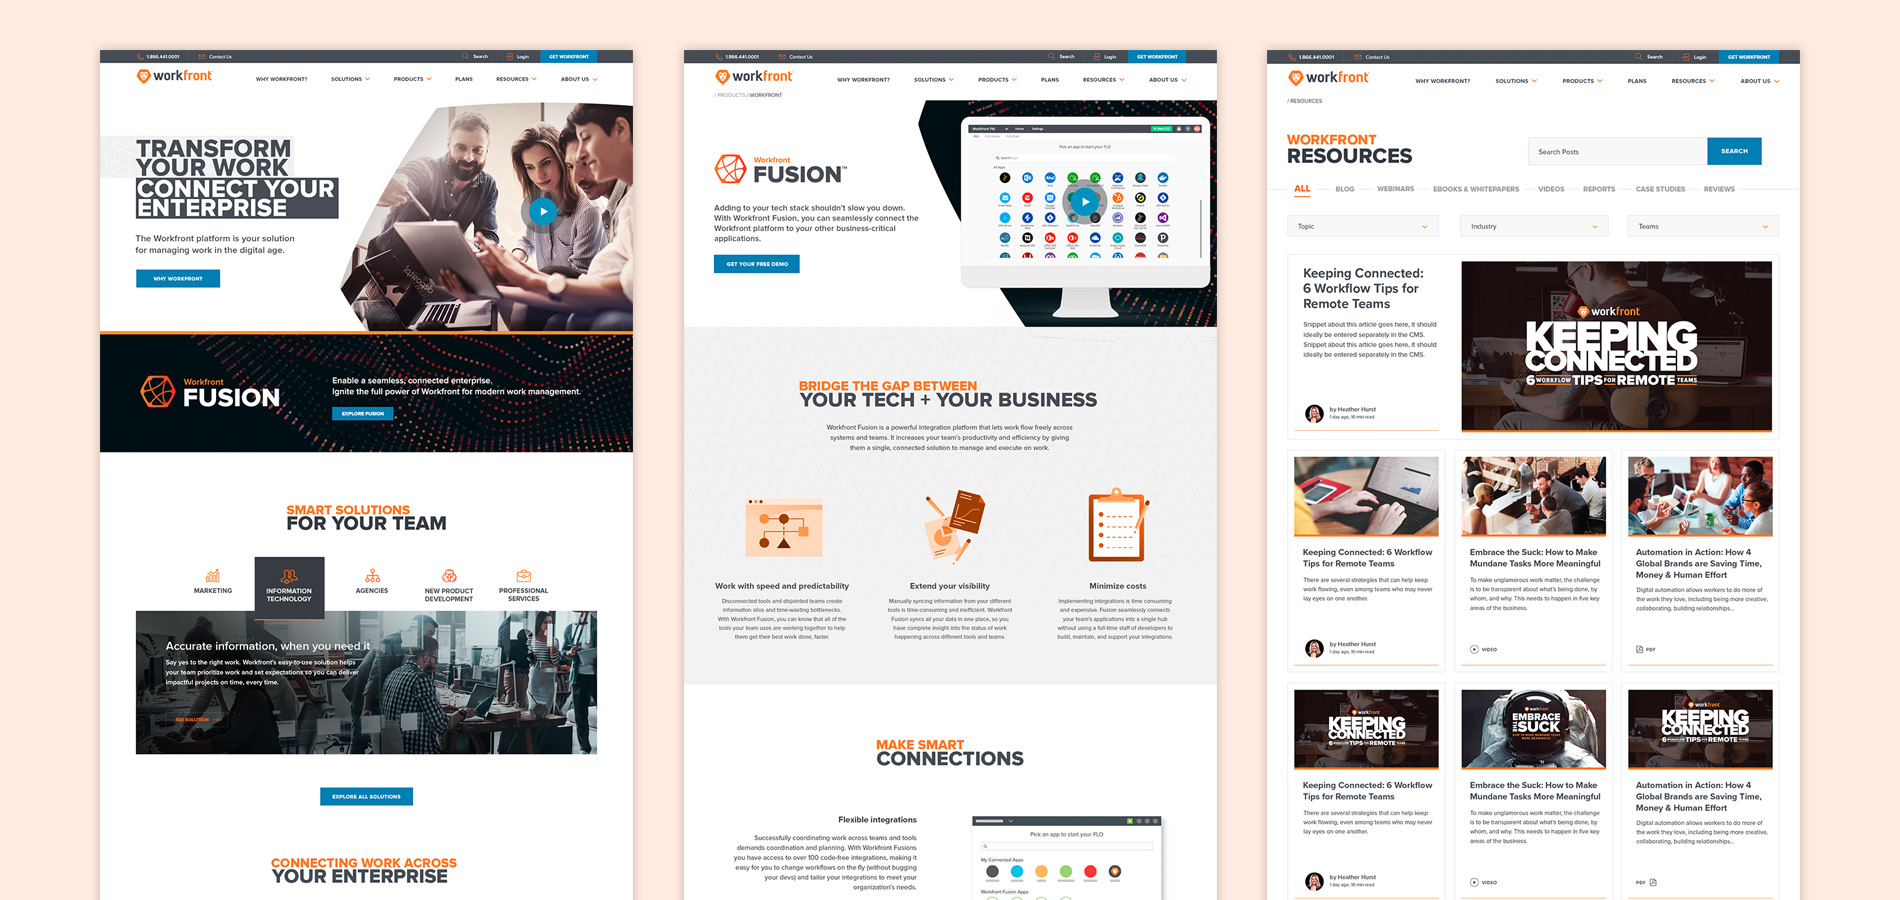 1.866.441.0001
Contact Us
Search
Login
GET WORKFRONT
workfront
WHY WORKFRONT?
SOLUTIONS
PRODUCTS
PLANS
RESOURCES
ABOUT US
TRANSFORM
YOUR WORK
CONNECT YOUR
ENTERPRISE
The Workfront platform is your solution
for managing work in the digital age.
WHY WORKFRONT
Workfront
FUSION
Enable a seamless, connected enterprise.
Ignite the full power of Workfront for modern work management.
EXPLORE FUSION
SMART SOLUTIONS
FOR YOUR TEAM
MARKETING
INFORMATION
TECHNOLOGY
AGENCIES
NEW PRODUCT
DEVELOPMENT
PROFESSIONAL
SERVICES
Accurate information, when you need it
Say yes to the right work. Workfront's easy-to-use solution helps
your team prioritize work and set expectations so you can deliver
impactful projects on time, every time.
SEE SOLUTION
EXPLORE ALL SOLUTIONS
CONNECTING WORK ACROSS
YOUR ENTERPRISE
1.866.441.0001
Contact Us
Search
Login
GET WORKFRONT
workfront
WHY WORKFRONT?
SOLUTIONS
PRODUCTS
PLANS
RESOURCES
ABOUT US
/ PRODUCTS / WORKFRONT
Workfront
FUSION™
Adding to your tech stack shouldn't slow you down.
With Workfront Fusion, you can seamlessly connect the
Workfront platform to your other business-critical
applications.
GET YOUR FREE DEMO
Home
Settings
Pick an app to start your FLO
BRIDGE THE GAP BETWEEN
YOUR TECH + YOUR BUSINESS
Workfront Fusion is a powerful integration platform that lets work flow freely across
systems and teams. It increases your team's productivity and efficiency by giving
them a single, connected solution to manage and execute on work.
Work with speed and predictability
Disconnected tools and disjointed teams create
information silos and time-wasting bottlenecks.
With Workfront Fusion, you can know that all of the
tools your team uses are working together to help
them get their best work done, faster.
Extend your visibility
Manually syncing information from your different
tools is time-consuming and inefficient. Workfront
Fusion syncs all your data in one place, so you
have complete insight into the status of work
happening across different tools and teams.
Minimize costs
Implementing integrations is time consuming
and expensive. Fusion seamlessly connects
your team's applications into a single hub
without using a full-time staff of developers to
build, maintain, and support your integrations.
MAKE SMART
CONNECTIONS
Flexible integrations
Successfully coordinating work across teams and tools
demands coordination and planning. With Workfront Fusions
you have access to over 100 code-free integrations, making it
easy for you to change workflows on the fly (without bugging
your devs) and tailor your integrations to meet your
organization's needs.
Pick an app to start your FLO
My Connected Apps
Workfront Fusion Apps
1.866.441.0001
Contact Us
Search
Login
GET WORKFRONT
workfront
WHY WORKFRONT?
SOLUTIONS
PRODUCTS
PLANS
RESOURCES
ABOUT US
/ RESOURCES
WORKFRONT
RESOURCES
Search Posts
SEARCH
ALL
BLOG
WEBINARS
EBOOKS & WHITEPAPERS
VIDEOS
REPORTS
CASE STUDIES
REVIEWS
Topic
Industry
Teams
Keeping Connected:
6 Workflow Tips for
Remote Teams
Snippet about this article goes here, it should
ideally be entered separately in the CMS.
Snippet about this article goes here, it should
ideally be entered separately in the CMS.
by Heather Hurst
1 day ago, 10 min read
workfront
KEEPING
CONNECTED
6 WORKFLOW TIPS FOR REMOTE TEAMS
Keeping Connected: 6 Workflow
Tips for Remote Teams
There are several strategies that can help keep
work flowing, even among teams who may never
lay eyes on one another.
by Heather Hurst
1 day ago, 10 min read
Embrace the Suck: How to Make
Mundane Tasks More Meaningful
To make unglamorous work matter, the challenge
is to be transparent about what's being done, by
whom, and why. This needs to happen in five key
areas of the business.
VIDEO
Automation in Action: How 4
Global Brands are Saving Time,
Money & Human Effort
Digital automation allows workers to do more of
the work they love, including being more creative,
collaborating, building relationships...
PDF
workfront
KEEPING
CONNECTED
6 WORKFLOW TIPS FOR REMOTE TEAMS
Keeping Connected: 6 Workflow
Tips for Remote Teams
There are several strategies that can help keep
work flowing, even among teams who may never
lay eyes on one another.
by Heather Hurst
1 day ago, 10 min read
workfront
EMBRACE
THE SUCK
HOW TO MAKE MUNDANE TASKS
MORE MEANINGFUL
Embrace the Suck: How to Make
Mundane Tasks More Meaningful
To make unglamorous work matter, the challenge
is to be transparent about what's being done, by
whom, and why. This needs to happen in five key
areas of the business.
VIDEO
workfront
KEEPING
CONNECTED
6 WORKFLOW TIPS FOR REMOTE TEAMS
Automation in Action: How 4
Global Brands are Saving Time,
Money & Human Effort
Digital automation allows workers to do more of
the work they love, including being more creative,
collaborating, building relationships...
PDF